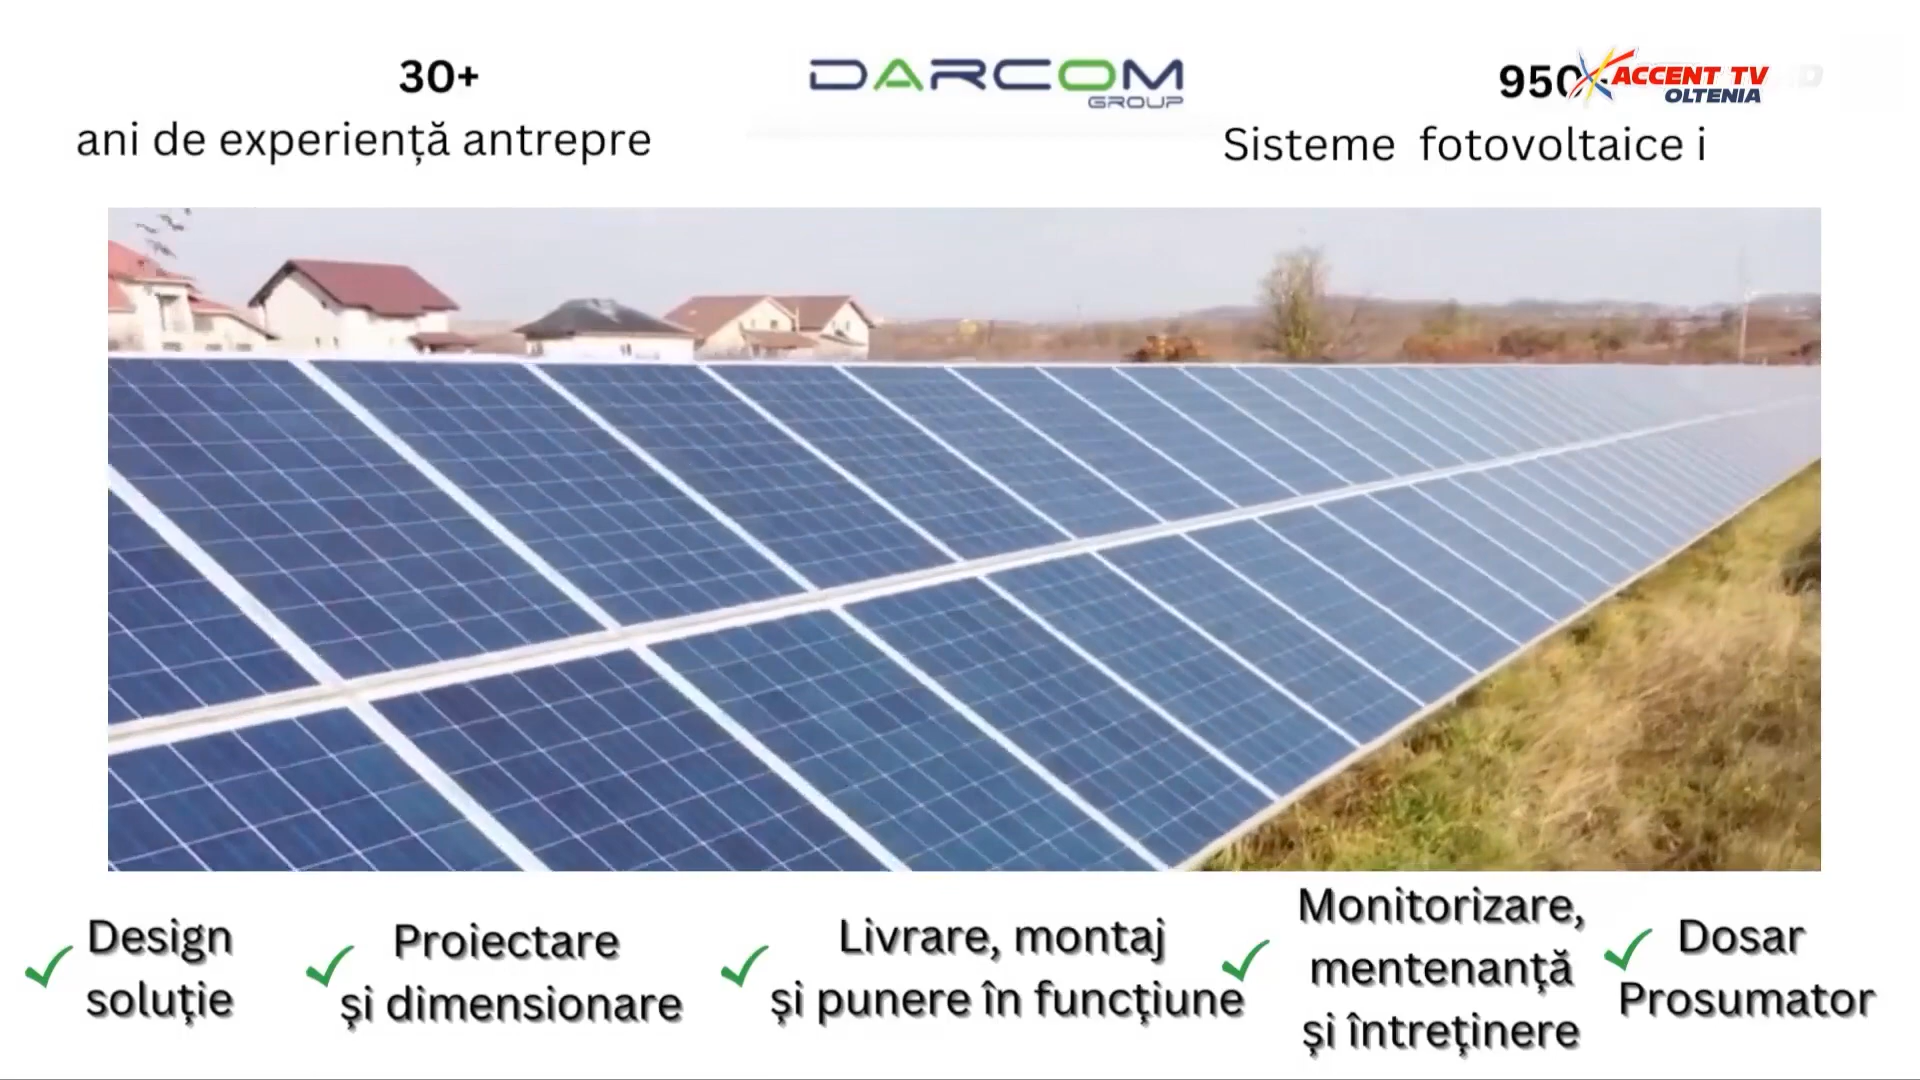 30+
ani de experiență antrepre
DARCOM
GROUP
950
ACCENT TV
OLTENIA
Sisteme fotovoltaice i
Design
soluție
Proiectare
și dimensionare
Livrare, montaj
și punere în funcțiune
Monitorizare,
mentenanță
și întreținere
Dosar
Prosumator